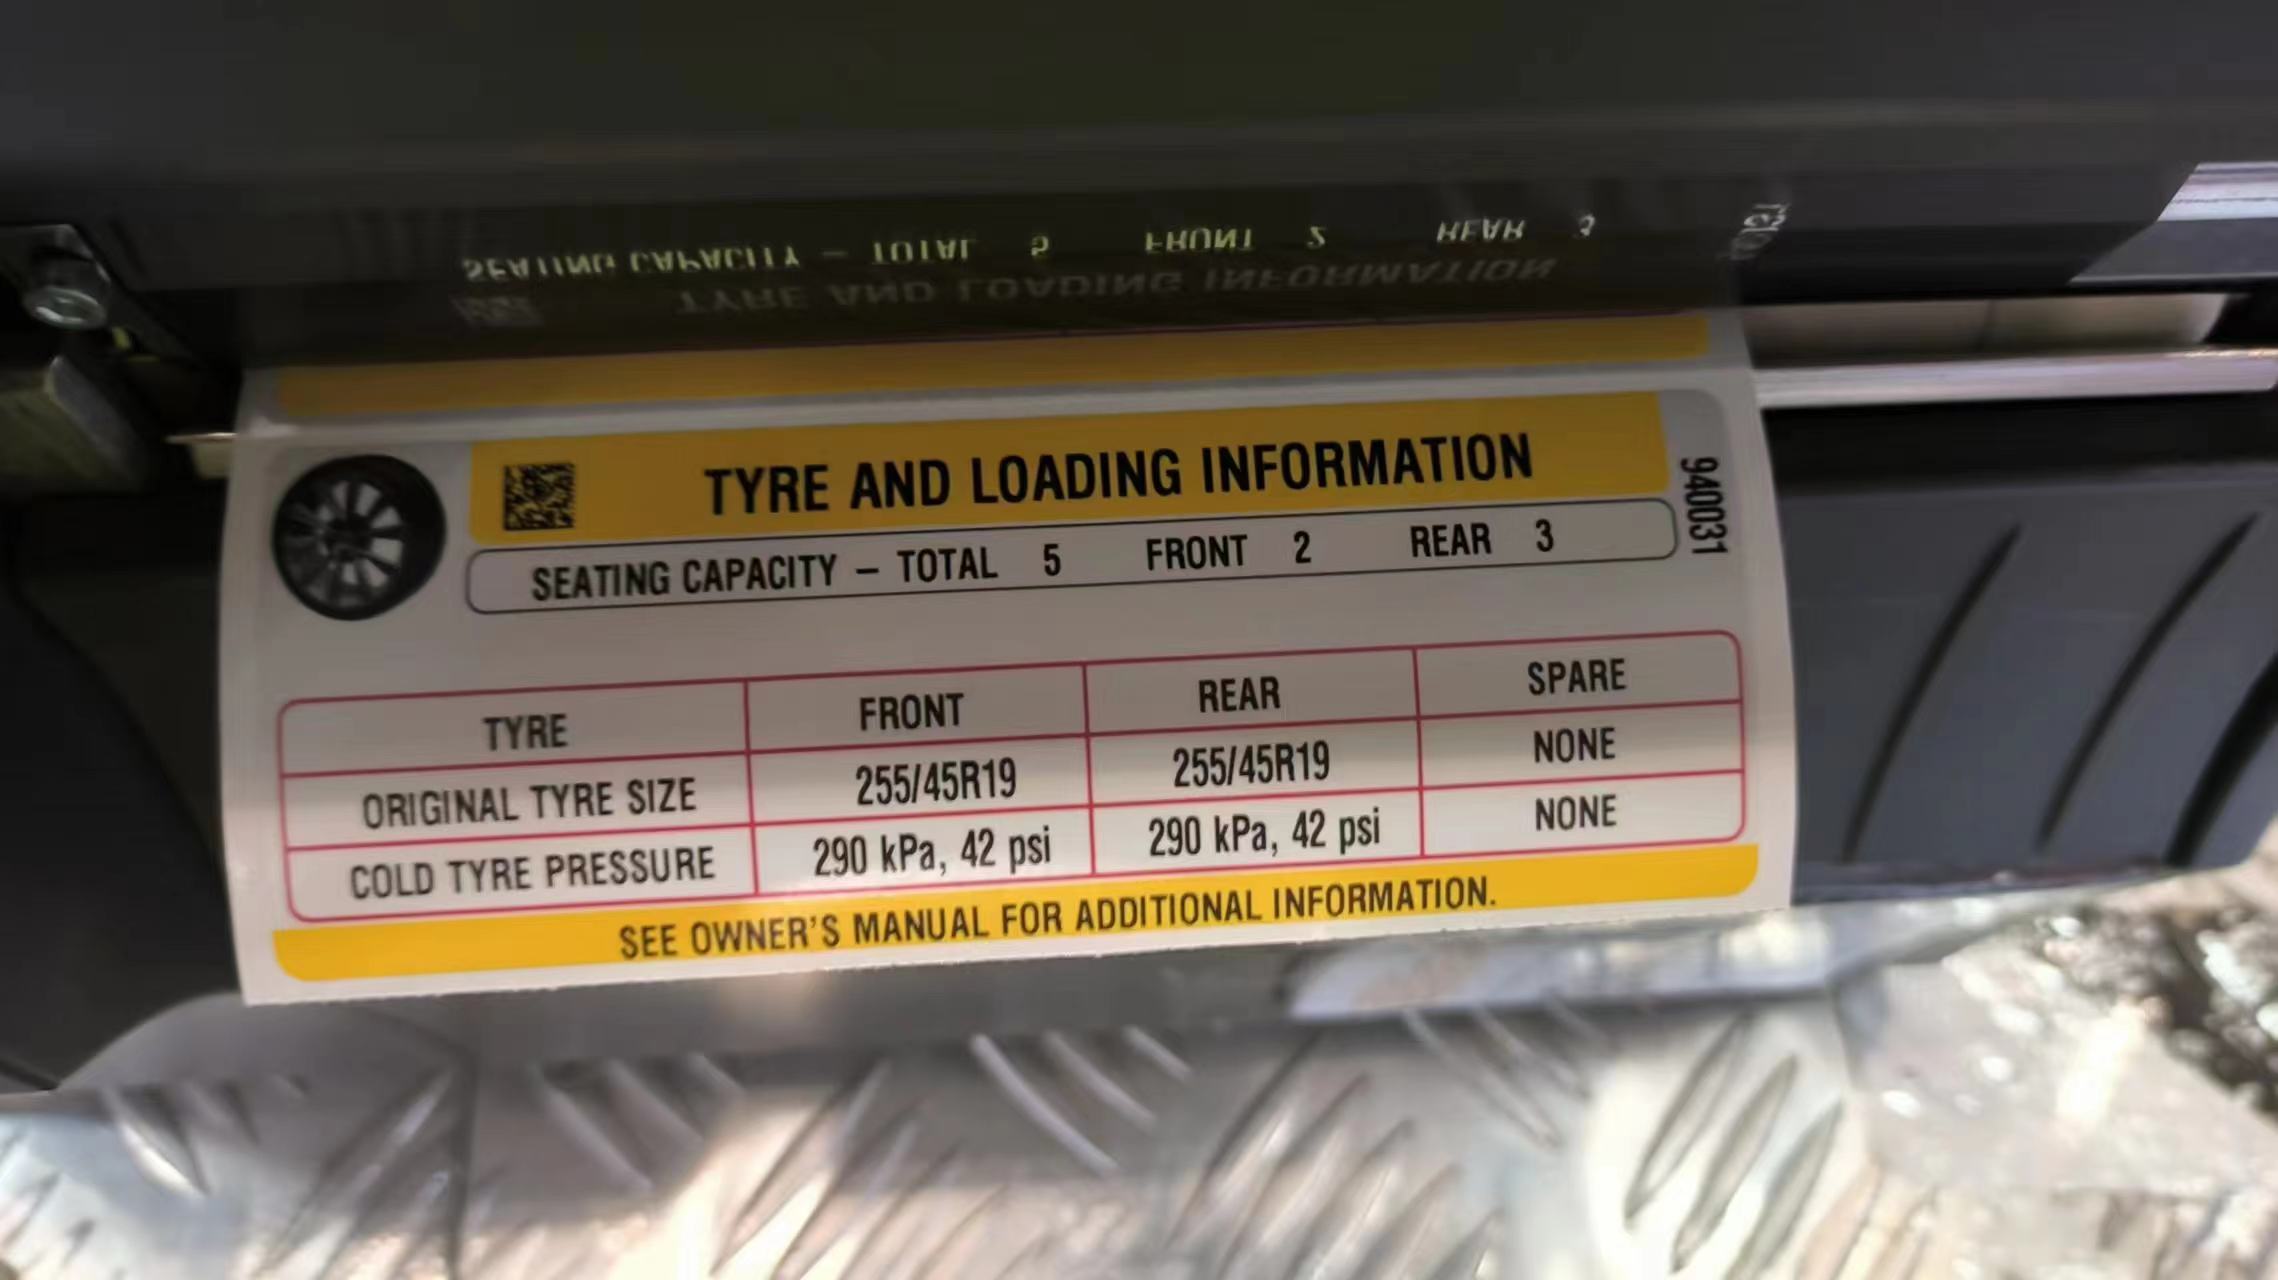 TYRE AND LOADING INFORMATION
940031
SEATING CAPACITY – TOTAL 5 FRONT 2 REAR 3
TYRE FRONT REAR SPARE
ORIGINAL TYRE SIZE 255/45R19 255/45R19 NONE
COLD TYRE PRESSURE 290 kPa, 42 psi 290 kPa, 42 psi NONE
SEE OWNER'S MANUAL FOR ADDITIONAL INFORMATION.